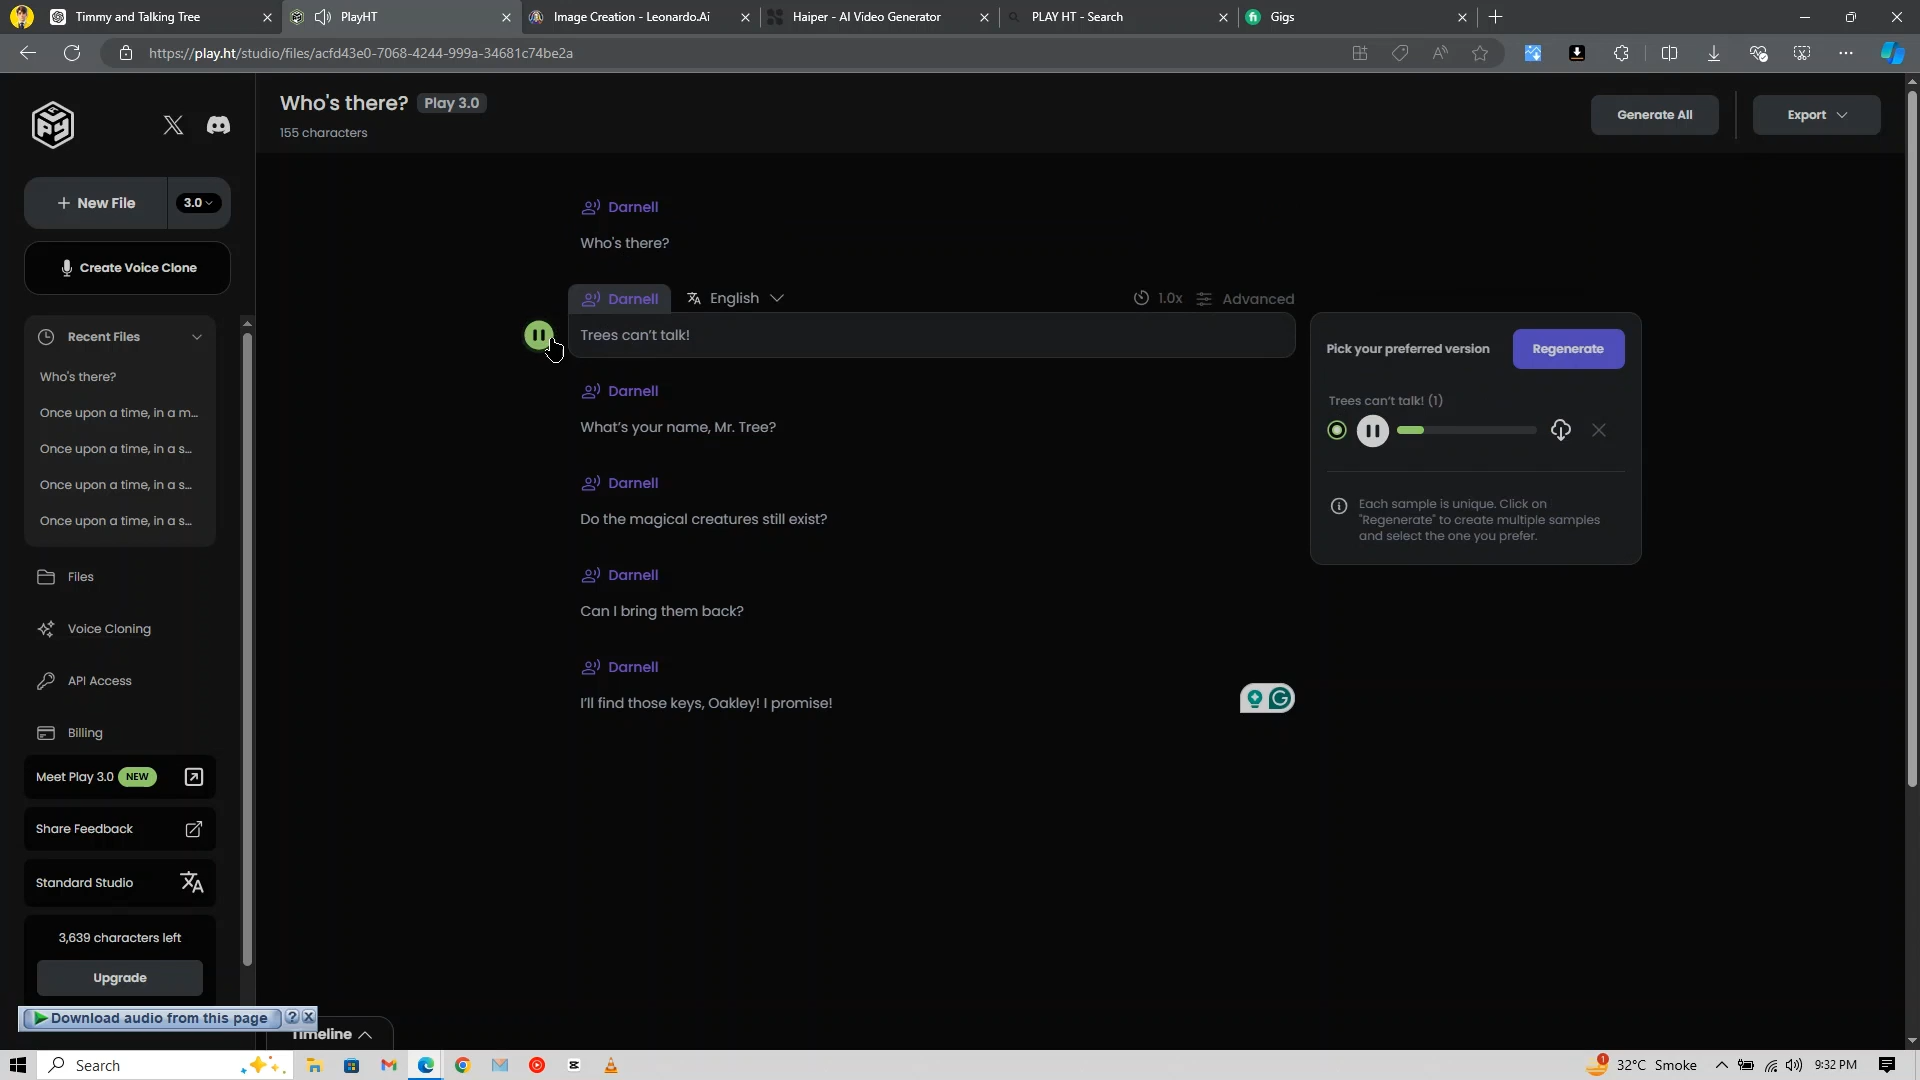 Timmy and Talking Tree
PlayHT
Image Creation - Leonardo.Ai
Haiper - AI Video Generator
PLAY HT - Search
Gigs
https://play.ht/studio/files/acfd43e0-7068-4244-999a-34681c74be2a
Who's there? Play 3.0
155 characters
Generate All
Export
+ New File 3.0
Create Voice Clone
Recent Files
Who's there?
Once upon a time, in a m...
Once upon a time, in a s...
Once upon a time, in a s...
Once upon a time, in a s...
Files
Voice Cloning
API Access
Billing
Meet Play 3.0 NEW
Share Feedback
Standard Studio
3,639 characters left
Upgrade
Download audio from this page ? X
Timeline
Darnell
Who's there?
Darnell English 1.0x Advanced
Trees can’t talk!
Darnell
What’s your name, Mr. Tree?
Darnell
Do the magical creatures still exist?
Darnell
Can I bring them back?
Darnell
I’ll find those keys, Oakley! I promise!
Pick your preferred version Regenerate
Trees can’t talk! (1)
Each sample is unique. Click on
"Regenerate" to create multiple samples
and select the one you prefer.
Search
1
32°C Smoke
9:32 PM